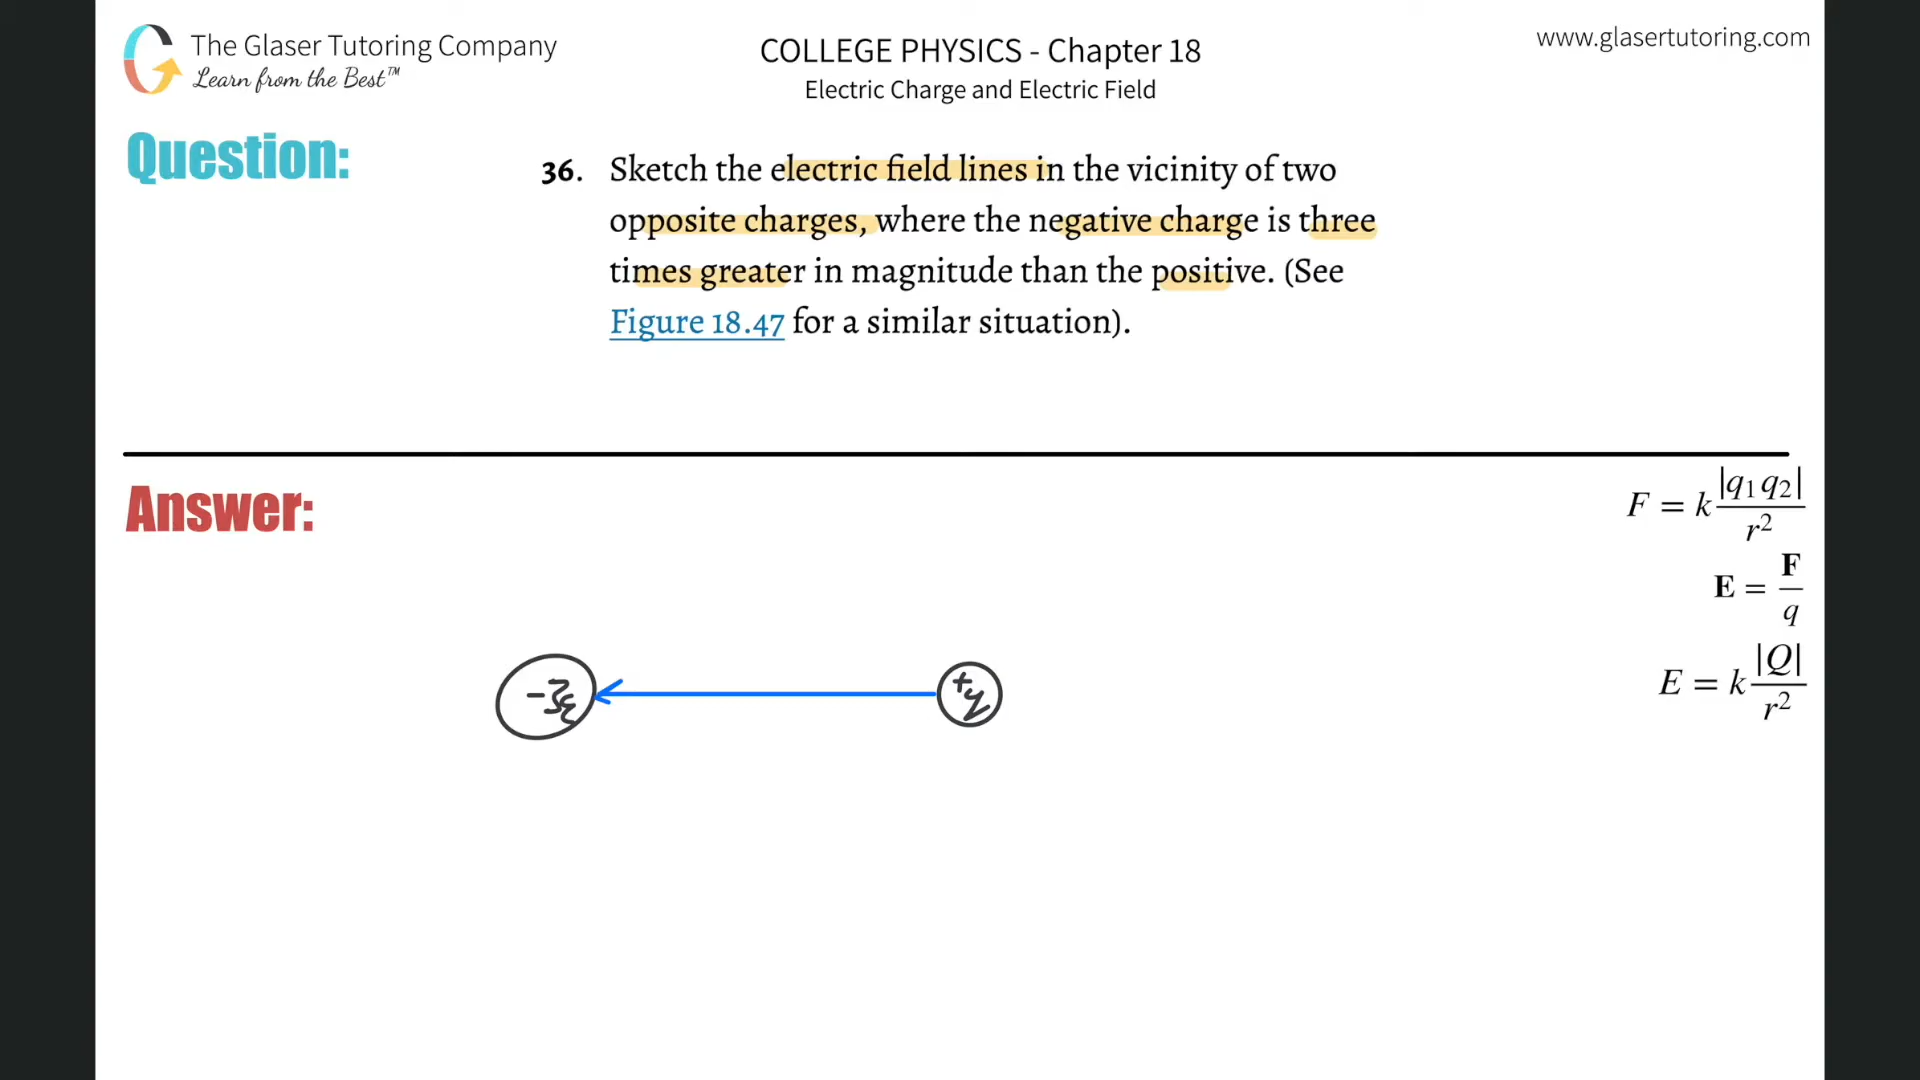 The Glaser Tutoring Company
Learn from the Best™
COLLEGE PHYSICS - Chapter 18
Electric Charge and Electric Field
www.glasertutoring.com
Question:
36. Sketch the electric field lines in the vicinity of two
opposite charges, where the negative charge is three
times greater in magnitude than the positive. (See
Figure 18.47 for a similar situation).
Answer:
F = k |q₁q₂| / r²
E = F / q
E = k |Q| / r²
-3q
+q